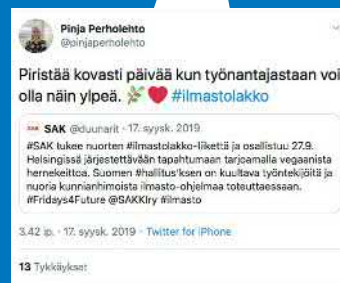 Pinja Perholehto
@pinjaperholehto
Piristää kovasti päivää kun työnantajastaan voi
olla näin ylpeä. 🌿❤️ #ilmastolakko
SAK @duunarit · 17. syysk. 2019
#SAK tukee nuorten #ilmastolakko-liikettä ja osallistuu 27.9.
Helsingissä järjestettävään tapahtumaan tarjoamalla vegaanista
hernekeittoa. Suomen #hallitus'ksen on kuultava työntekijöitä ja
nuoria kunnianhimoista ilmasto-ohjelmaa toteuttaessaan.
#Fridays4Future @SAKKIry #ilmasto
3.42 ip. · 17. syysk. 2019 · Twitter for iPhone
13 Tykkäykset